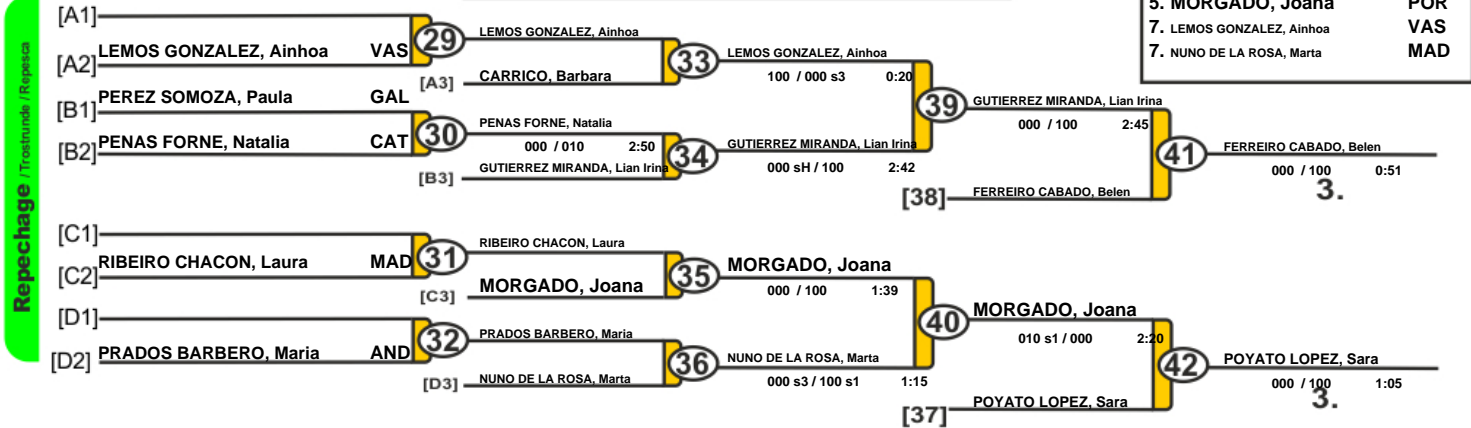 Repechage / Trostrunde / Repesca
5. MORGADO, Joana POR
7. LEMOS GONZALEZ, Ainhoa VAS
7. NUNO DE LA ROSA, Marta MAD
[A1]
[A2] LEMOS GONZALEZ, Ainhoa VAS
29
LEMOS GONZALEZ, Ainhoa
[A3] CARRICO, Barbara
33
LEMOS GONZALEZ, Ainhoa
100 / 000 s3 0:20
[B1] PEREZ SOMOZA, Paula GAL
[B2] PENAS FORNE, Natalia CAT
30
PENAS FORNE, Natalia
000 / 010 2:50
[B3] GUTIERREZ MIRANDA, Lian Irina
34
GUTIERREZ MIRANDA, Lian Irina
000 sH / 100 2:42
39
GUTIERREZ MIRANDA, Lian Irina
000 / 100 2:45
[38] FERREIRO CABADO, Belen
41
FERREIRO CABADO, Belen
000 / 100 0:51
3.
[C1]
[C2] RIBEIRO CHACON, Laura MAD
31
RIBEIRO CHACON, Laura
[C3] MORGADO, Joana
35
MORGADO, Joana
000 / 100 1:39
[D1]
[D2] PRADOS BARBERO, Maria AND
32
PRADOS BARBERO, Maria
[D3] NUNO DE LA ROSA, Marta
36
NUNO DE LA ROSA, Marta
000 s3 / 100 s1 1:15
40
MORGADO, Joana
010 s1 / 000 2:20
[37] POYATO LOPEZ, Sara
42
POYATO LOPEZ, Sara
000 / 100 1:05
3.